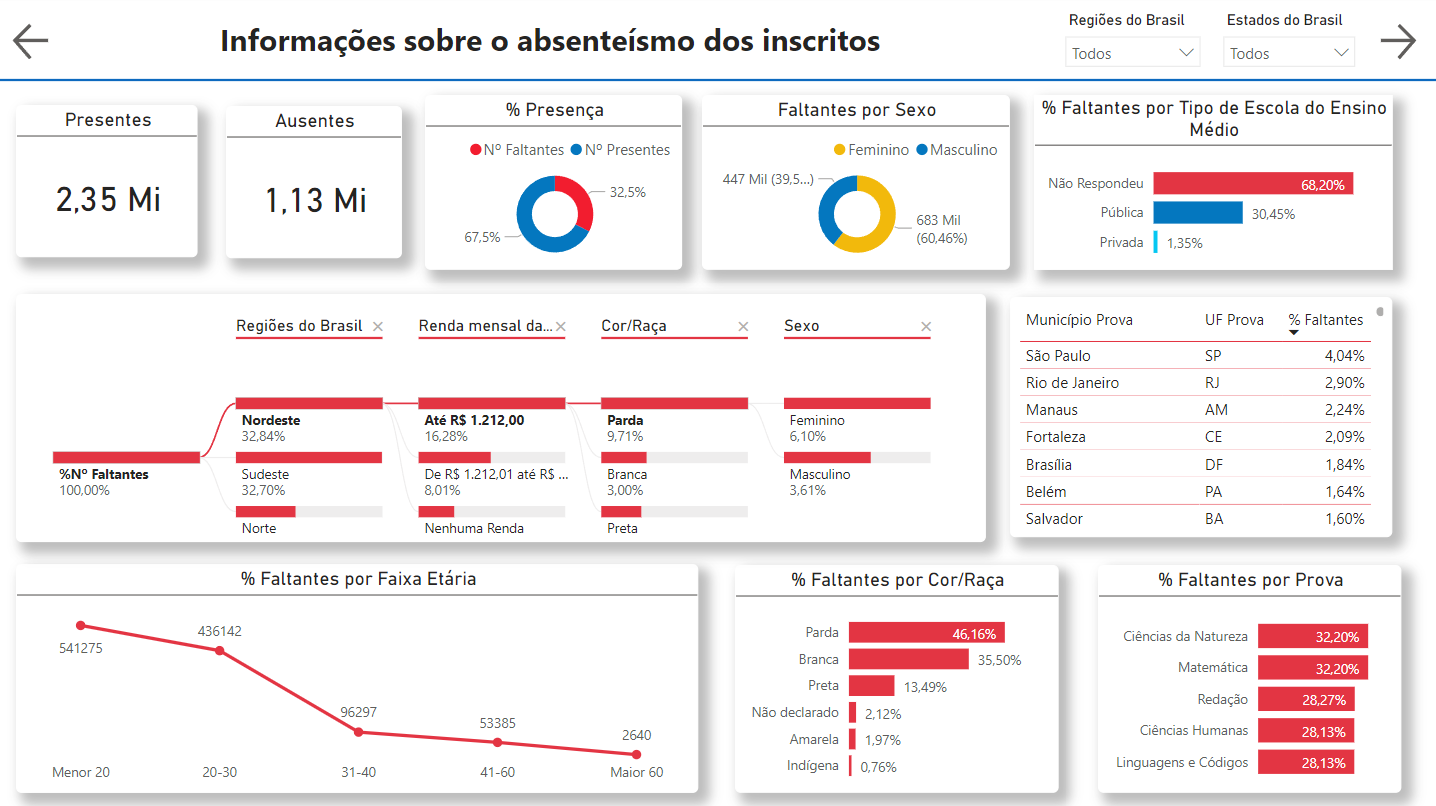 Informações sobre o absenteísmo dos inscritos
Regiões do Brasil
Todos
Estados do Brasil
Todos
Presentes
2,35 Mi
Ausentes
1,13 Mi
% Presença
Nº Faltantes Nº Presentes
32,5%
67,5%
Faltantes por Sexo
Feminino Masculino
447 Mil (39,5...)
683 Mil
(60,46%)
% Faltantes por Tipo de Escola do Ensino
Médio
Não Respondeu 68,20%
Pública 30,45%
Privada 1,35%
Regiões do Brasil ×
Renda mensal da... ×
Cor/Raça ×
Sexo ×
%Nº Faltantes
100,00%
Nordeste
32,84%
Sudeste
32,70%
Norte
Até R$ 1.212,00
16,28%
De R$ 1.212,01 até R$ ...
8,01%
Nenhuma Renda
Parda
9,71%
Branca
3,00%
Preta
Feminino
6,10%
Masculino
3,61%
Município Prova UF Prova % Faltantes
São Paulo SP 4,04%
Rio de Janeiro RJ 2,90%
Manaus AM 2,24%
Fortaleza CE 2,09%
Brasília DF 1,84%
Belém PA 1,64%
Salvador BA 1,60%
% Faltantes por Faixa Etária
541275
436142
96297
53385
2640
Menor 20 20-30 31-40 41-60 Maior 60
% Faltantes por Cor/Raça
Parda 46,16%
Branca 35,50%
Preta 13,49%
Não declarado 2,12%
Amarela 1,97%
Indígena 0,76%
% Faltantes por Prova
Ciências da Natureza 32,20%
Matemática 32,20%
Redação 28,27%
Ciências Humanas 28,13%
Linguagens e Códigos 28,13%